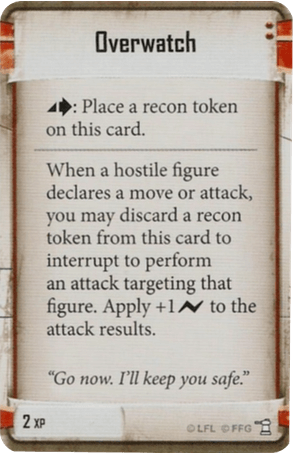 Overwatch
: Place a recon token
on this card.
When a hostile figure
declares a move or attack,
you may discard a recon
token from this card to
interrupt to perform
an attack targeting that
figure. Apply +1 to the
attack results.
“Go now. I’ll keep you safe.”
2 XP
© LFL © FFG